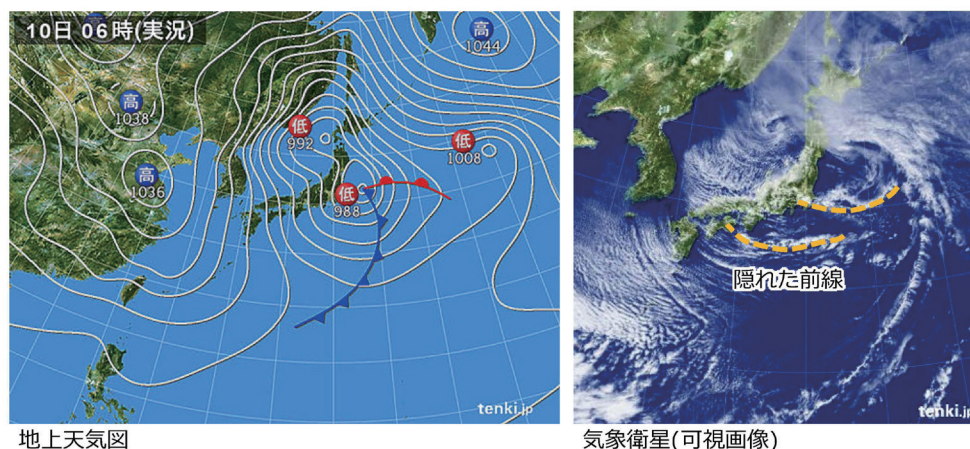 10日 06時(実況)
高
1044
高
1038
低
992
低
1008
高
1036
低
988
隠れた前線
tenki.jp
tenki.jp
地上天気図
気象衛星(可視画像)